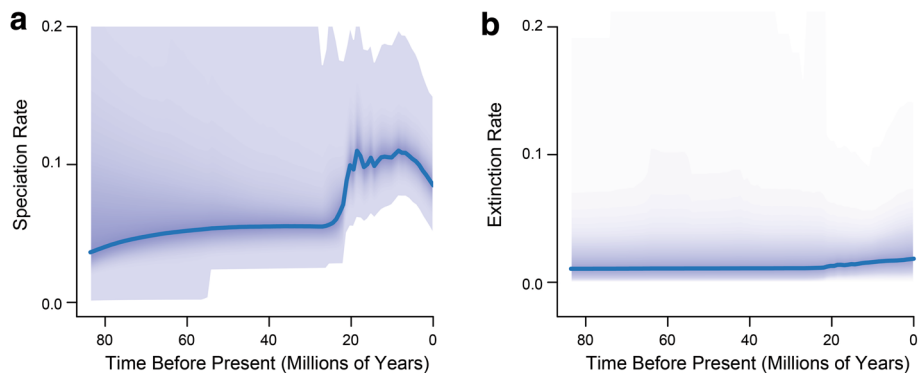 a
0.2
0.1
0.0
Speciation Rate
80 60 40 20 0
Time Before Present (Millions of Years)
b
0.2
0.1
0.0
Extinction Rate
80 60 40 20 0
Time Before Present (Millions of Years)